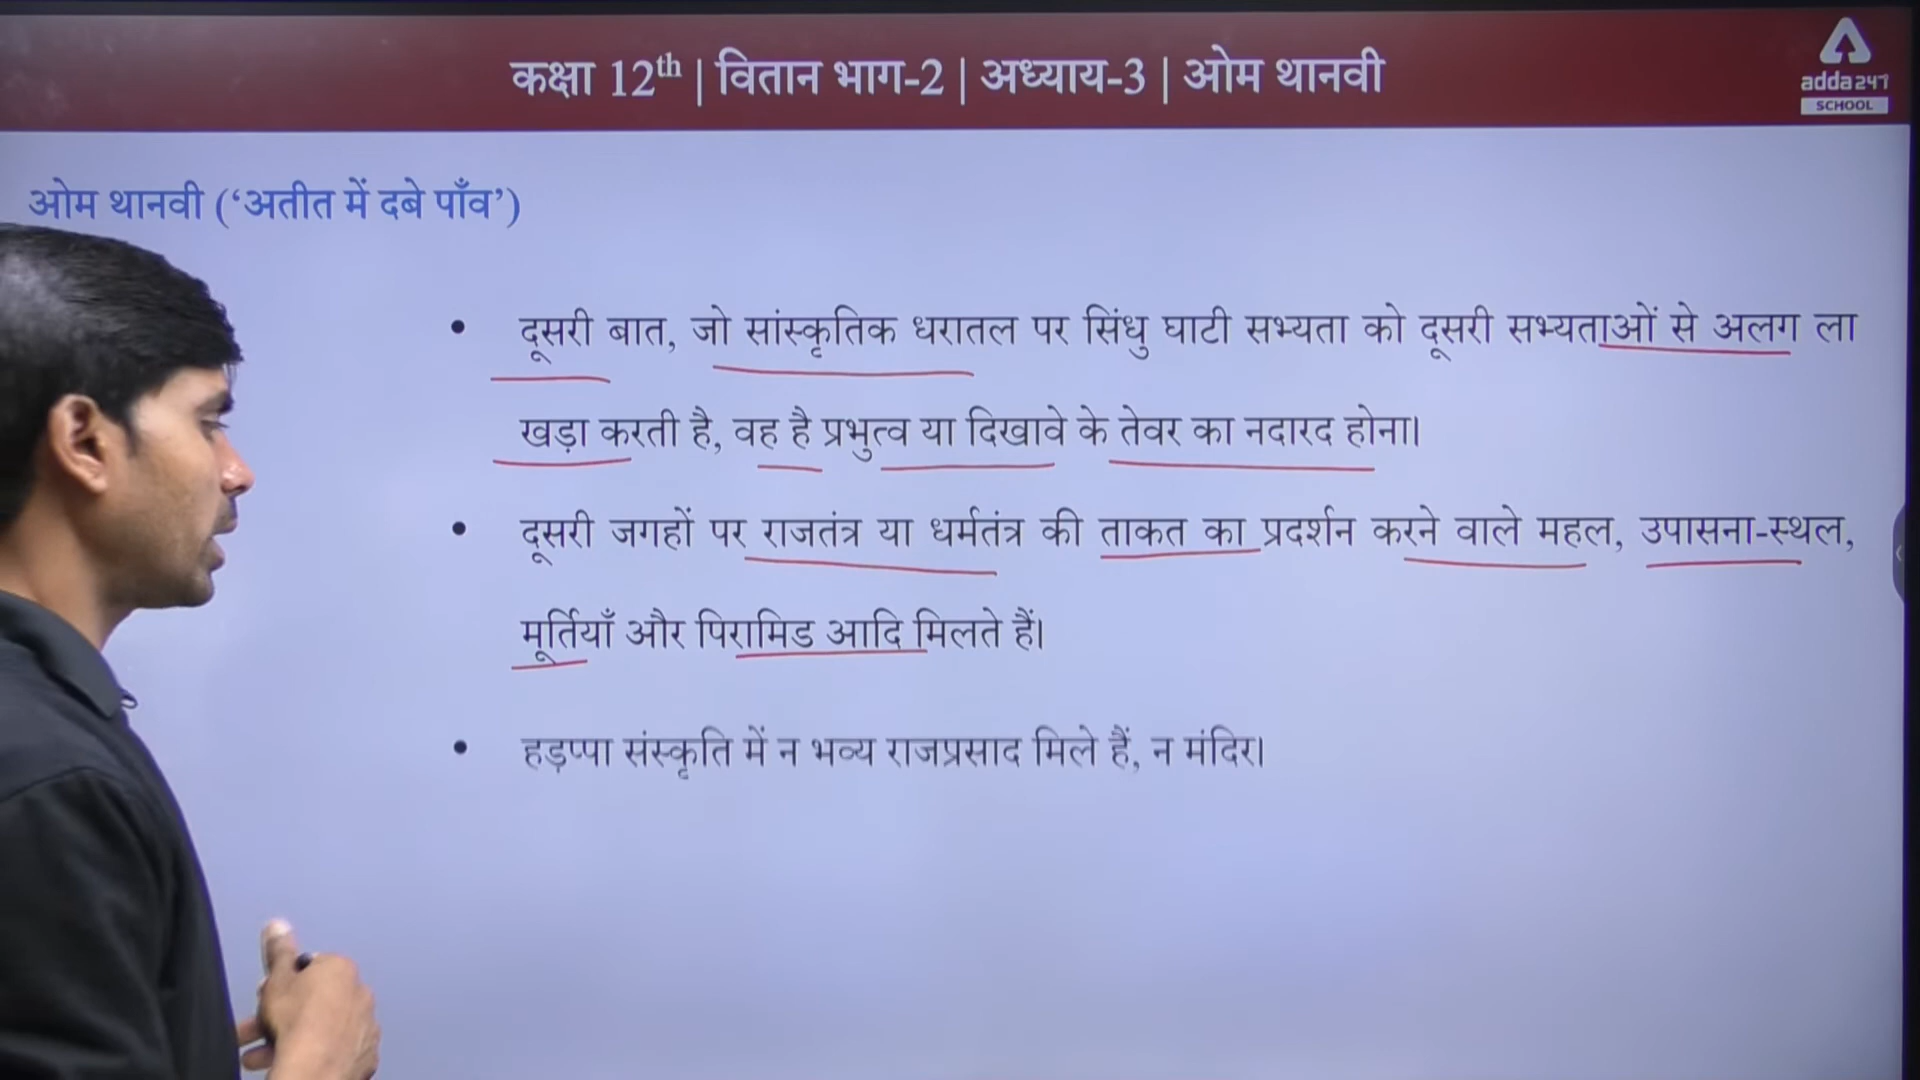 कक्षा 12th | वितान भाग-2 | अध्याय-3 | ओम थानवी
adda247
SCHOOL
ओम थानवी (‘अतीत में दबे पाँव’)
• दूसरी बात, जो सांस्कृतिक धरातल पर सिंधु घाटी सभ्यता को दूसरी सभ्यताओं से अलग ला
खड़ा करती है, वह है प्रभुत्व या दिखावे के तेवर का नदारद होना।
• दूसरी जगहों पर राजतंत्र या धर्मतंत्र की ताकत का प्रदर्शन करने वाले महल, उपासना-स्थल,
मूर्तियाँ और पिरामिड आदि मिलते हैं।
• हड़प्पा संस्कृति में न भव्य राजप्रसाद मिले हैं, न मंदिर।